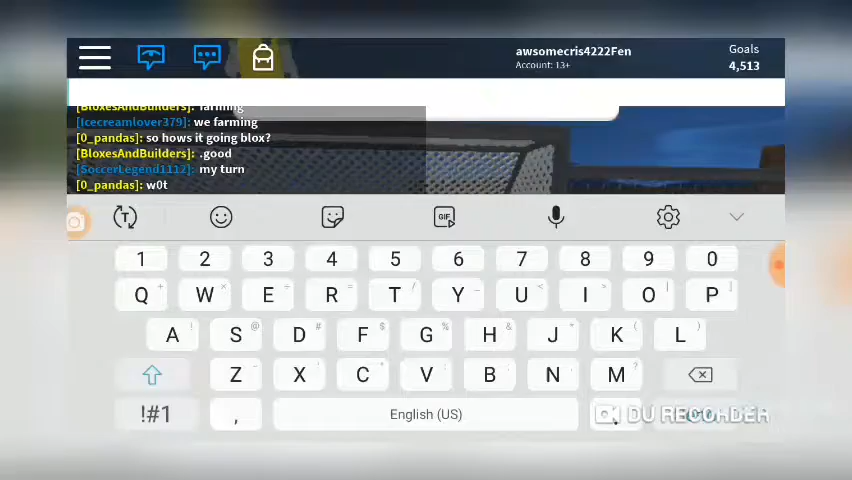 awsomecris4222Fen
Account: 13+
Goals
4,513
[BloxesAndBuilders]: farming
[Icecreamlover379]: we farming
[0_pandas]: so hows it going blox?
[BloxesAndBuilders]: .good
[SoccerLegend1112]: my turn
[0_pandas]: w0t
T
GIF
1 2 3 4 5 6 7 8 9 0
Q W E R T Y U I O P
A S D F G H J K L
Z X C V B N M
!#1 , English (US) .
DU RECORDER